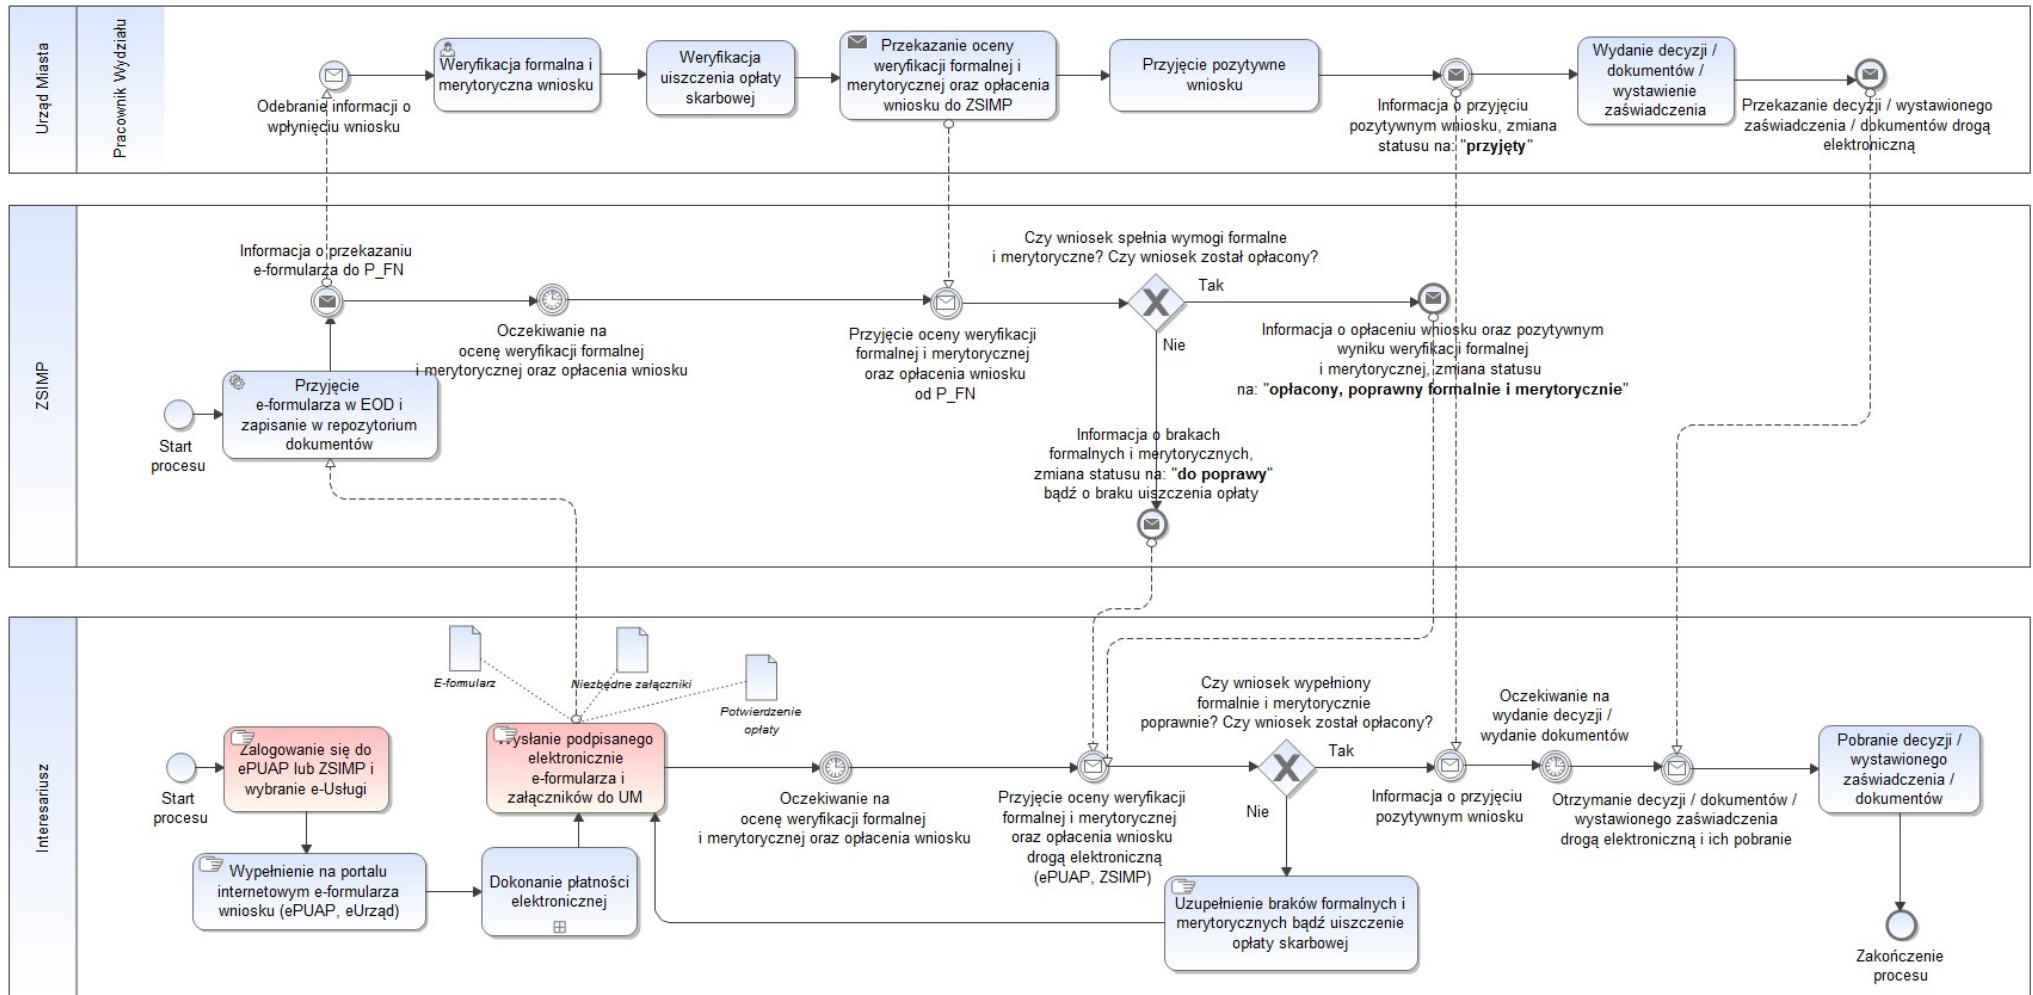 Urząd Miasta
Pracownik Wydziału
Odebranie informacji o
wpłynięciu wniosku
Weryfikacja formalna i
merytoryczna wniosku
Weryfikacja
uiszczenia opłaty
skarbowej
Przekazanie oceny
weryfikacji formalnej i
merytorycznej oraz opłacenia
wniosku do ZSIMP
Przyjęcie pozytywne
wniosku
Informacja o przyjęciu
pozytywnym wniosku, zmiana
statusu na: "przyjęty"
Wydanie decyzji /
dokumentów /
wystawienie
zaświadczenia
Przekazanie decyzji / wystawionego
zaświadczenia / dokumentów drogą
elektroniczną
ZSIMP
Start
procesu
Przyjęcie
e-formularza w EOD i
zapisanie w repozytorium
dokumentów
Informacja o przekazaniu
e-formularza do P_FN
Oczekiwanie na
ocenę weryfikacji formalnej
i merytorycznej oraz opłacenia wniosku
Przyjęcie oceny weryfikacji
formalnej i merytorycznej
oraz opłacenia wniosku
od P_FN
Czy wniosek spełnia wymogi formalne
i merytoryczne? Czy wniosek został opłacony?
Tak
Nie
Informacja o opłaceniu wniosku oraz pozytywnym
wyniku weryfikacji formalnej
i merytorycznej, zmiana statusu
na: "opłacony, poprawny formalnie i merytorycznie"
Informacja o brakach
formalnych i merytorycznych,
zmiana statusu na: "do poprawy"
bądź o braku uiszczenia opłaty
Interesariusz
Start
procesu
Zalogowanie się do
ePUAP lub ZSIMP i
wybranie e-Usługi
Wypełnienie na portalu
internetowym e-formularza
wniosku (ePUAP, eUrząd)
Dokonanie płatności
elektronicznej
E-formularz
Niezbędne załączniki
Potwierdzenie
opłaty
Wysłanie podpisanego
elektronicznie
e-formularza i
załączników do UM
Oczekiwanie na
ocenę weryfikacji formalnej
i merytorycznej oraz opłacenia wniosku
Przyjęcie oceny weryfikacji
formalnej i merytorycznej
oraz opłacenia wniosku
drogą elektroniczną
(ePUAP, ZSIMP)
Czy wniosek wypełniony
formalnie i merytorycznie
poprawnie? Czy wniosek został opłacony?
Tak
Nie
Uzupełnienie braków formalnych i
merytorycznych bądź uiszczenie
opłaty skarbowej
Informacja o przyjęciu
pozytywnym wniosku
Oczekiwanie na
wydanie decyzji /
wydanie dokumentów
Otrzymanie decyzji / dokumentów /
wystawionego zaświadczenia
drogą elektroniczną i ich pobranie
Pobranie decyzji /
wystawionego
zaświadczenia /
dokumentów
Zakończenie
procesu